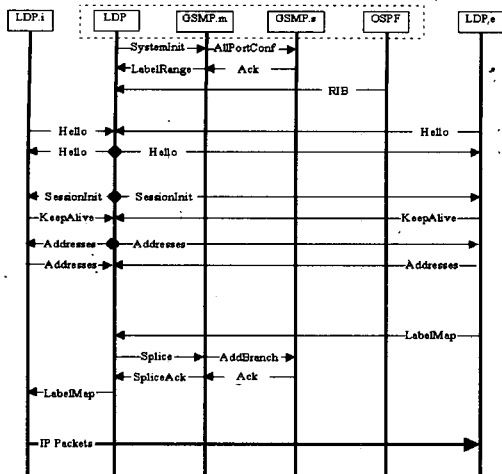 LDP.i LDP GSMP.m GSMP.s OSPF LDP.e
SystemInit AllPortConf
LabelRange Ack
RIB
Hello Hello
Hello Hello
SessionInit SessionInit
KeepAlive KeepAlive
Addresses Addresses
Addresses Addresses
LabelMap
Splice AddBranch
SpliceAck Ack
LabelMap
IP Packets